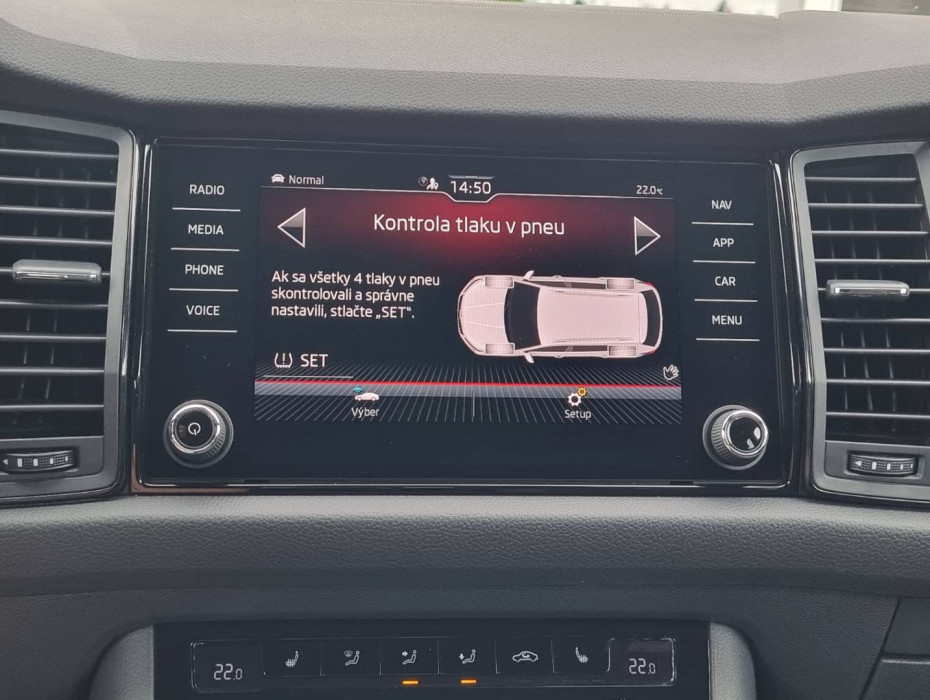 RADIO
MEDIA
PHONE
VOICE
Normal
14:50
22.0°C
Kontrola tlaku v pneu
Ak sa všetky 4 tlaky v pneu
skontrolovali a správne
nastavili, stlačte „SET“.
SET
Výber
Setup
NAV
APP
CAR
MENU
22.0
22.0